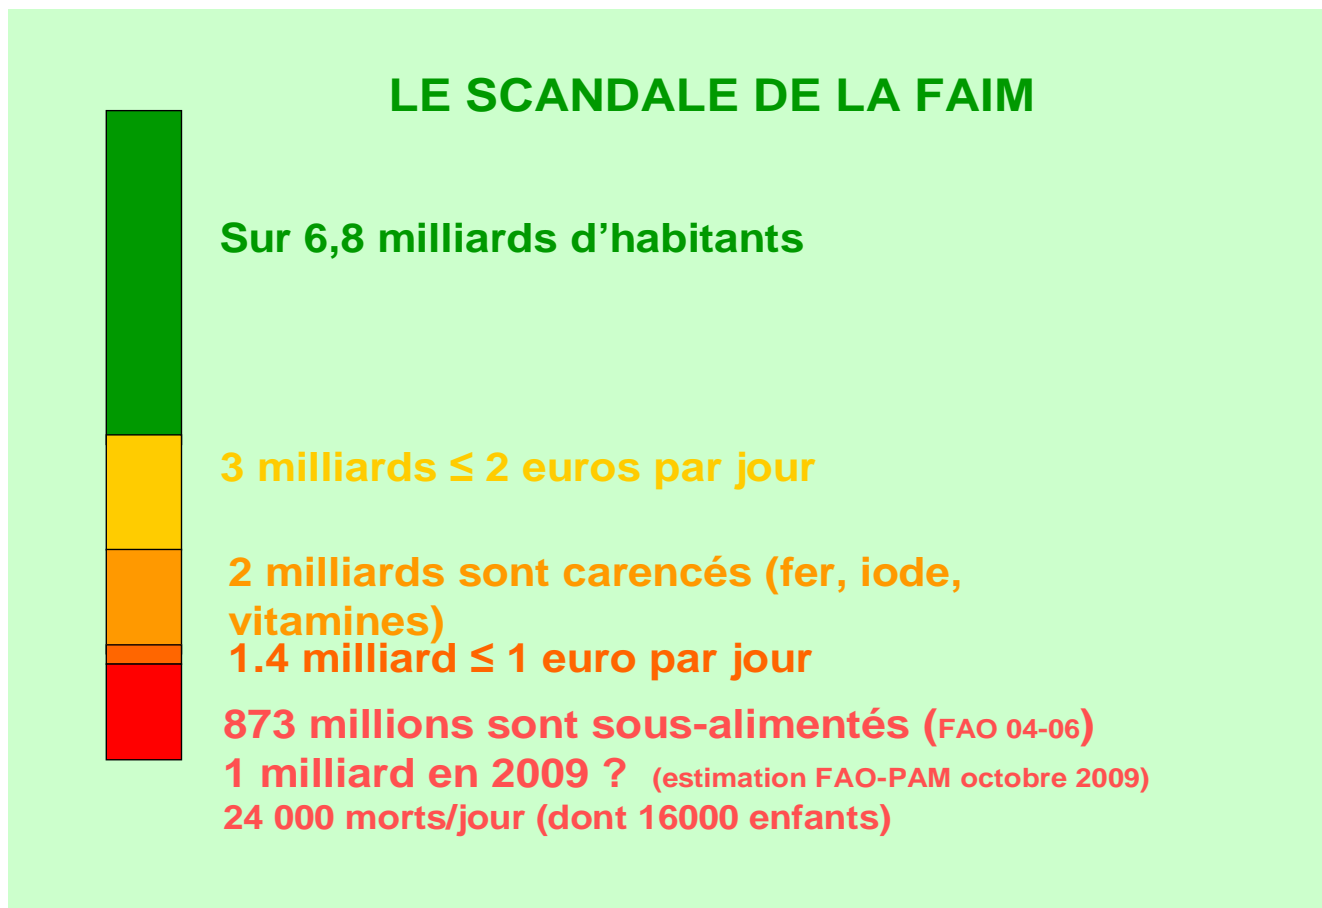 LE SCANDALE DE LA FAIM
Sur 6,8 milliards d’habitants
3 milliards ≤ 2 euros par jour
2 milliards sont carencés (fer, iode,
vitamines)
1.4 milliard ≤ 1 euro par jour
873 millions sont sous-alimentés (FAO 04-06)
1 milliard en 2009 ? (estimation FAO-PAM octobre 2009)
24 000 morts/jour (dont 16000 enfants)